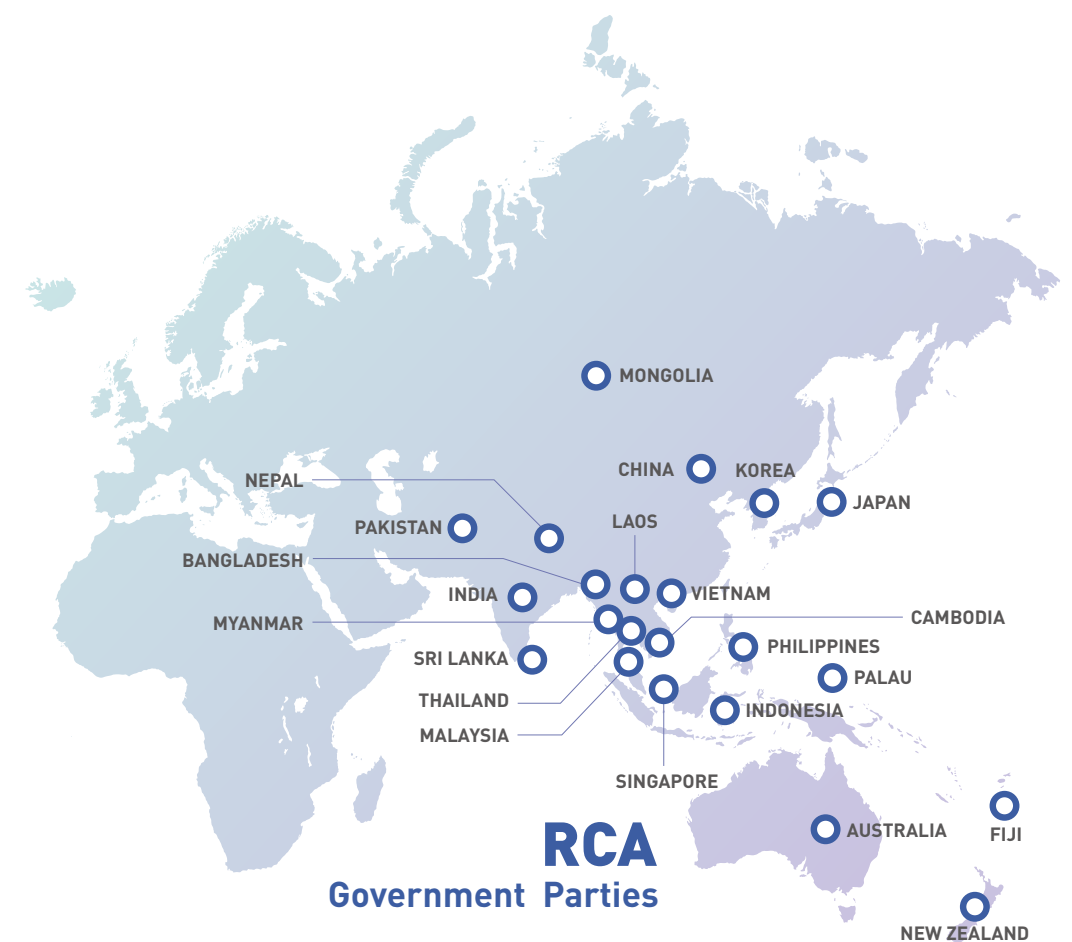 MONGOLIA
CHINA
KOREA
NEPAL
JAPAN
LAOS
PAKISTAN
BANGLADESH
INDIA
VIETNAM
CAMBODIA
MYANMAR
PHILIPPINES
SRI LANKA
PALAU
THAILAND
INDONESIA
MALAYSIA
SINGAPORE
AUSTRALIA
FIJI
RCA
Government Parties
NEW ZEALAND